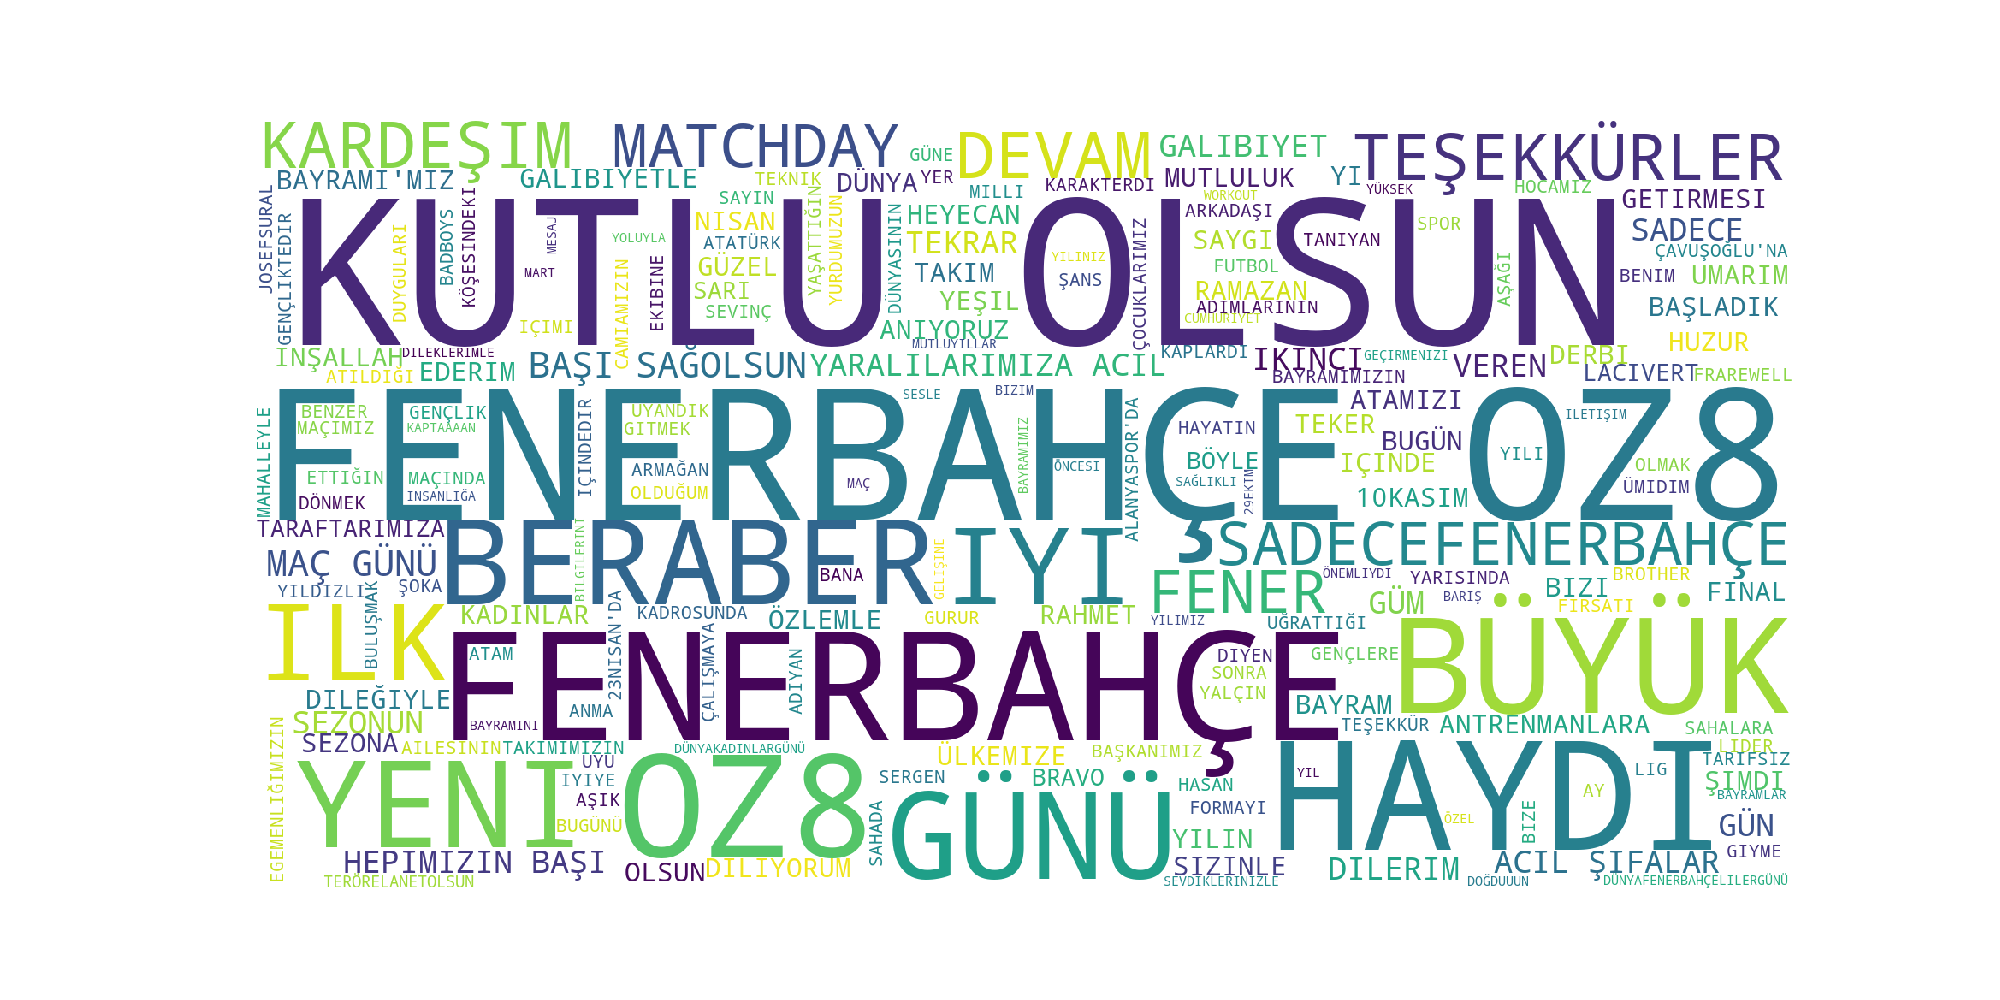 KARDEŞIM MATCHDAY DEVAM GALIBIYET TEŞEKKÜRLER
GÜNE
BAYRAMI'MIZ GALIBIYETLE TEKNIK DÜNYA YER MILLI KARAKTERDI MUTLULUK YI YÜKSEK HOCAMIZ GETIRMESI
JOSEFSURAL GENÇLIKTEDIR DUYGULARI BADBOYS KÖŞESINDEKI MESAJ
SAYIN NISAN ATATÜRK GÜZEL SARI SEVINÇ
YAŞATTIĞIN YURDUMUZUN DÜNYASININ
HEYECAN TEKRAR TAKIM YEŞIL ANIYORUZ
WORKOUT ARKADAŞI SAYGI TANIYAN SPOR SADECE
FUTBOL RAMAZAN ADIMLARININ CUMHURIYET
ÇAVUŞOĞLU'NA BENIM UMARIM BAŞLADIK HUZUR
KUTLU OLSUN
YOLUYLA MART IÇIMI CAMIAMIZIN EKIBINE
YILINIZ ŞANS ÇOCUKLARIMIZ AŞAĞI
MUTLUYILLAR
INŞALLAH DILEKLERIMLE BAŞI SAĞOLSUN YARALILARIMIZA ACIL KAPLARDI IKINCI GEÇIRMENIZI VEREN DERBI
ATILDIĞI EDERIM BAYRAMIMIZIN LACIVERT FRAREWELL
SESLE BIZIM ATAMIZI
MAHALLEYLE BENZER GENÇLIK UYANDIK ILETIŞIM
MAÇIMIZ KAPTAAAAN GITMEK HAYATIN TEKER BUGÜN
FENERBAHÇE OZ8
ETTIĞIN MAÇINDA IÇINDEDIR ARMAĞAN BAYRAMIMIZ ÖNCESI ALANYASPOR'DA BÖYLE IÇINDE YILI OLMAK
DÖNMEK INSANLIĞA OLDUĞUM MAÇ SAĞLIKLI 29EKIM 10KASIM ÜMIDIM
TARAFTARIMIZA BERABER IYI SADECEFENERBAHÇE
MAÇ GÜNÜ BILGILERINI BANA GELIŞINE FENER ÖNEMLIYDI YARISINDA BIZI BROTHER
YILDIZLI ŞOKA BARIŞ GÜM FINAL
ILK BULUŞMAK KADINLAR KADROSUNDA ÖZLEMLE GURUR RAHMET YILIMIZ UĞRATTIĞI FIRSATI
ATAM 23NISAN'DA ÇALIŞMAYA ADIYAN DIYEN GENÇLERE
FENERBAHÇE BÜYÜK
SONRA YALÇIN
DILEĞIYLE ANMA BAYRAM
SEZONUN BAYRAMINI TEŞEKKÜR ANTRENMANLARA SAHALARA
SEZONA AILESININ TAKIMIMIZIN DÜNYAKADINLARGÜNÜ ÜLKEMIZE BAŞKANIMIZ LIDER TARIFSIZ
EGEMENLIĞIMIZIN UYU IYIYE SERGEN BRAVO HASAN YIL LIG ŞIMDI
YENI OZ8 GÜNÜ HAYDI
AŞIK BUGÜNÜ SAHADA FORMAYI AY ÖZEL BIZE BAYRAMLAR
YILIN GÜN
HEPIMIZIN BAŞI OLSUN DILIYORUM SIZINLE DILERIM ACIL ŞIFALAR GIYME
TERÖRELANETOLSUN SEVDIKLERINIZLE DOĞDUUUN DÜNYAFENERBAHÇELILERGÜNÜ